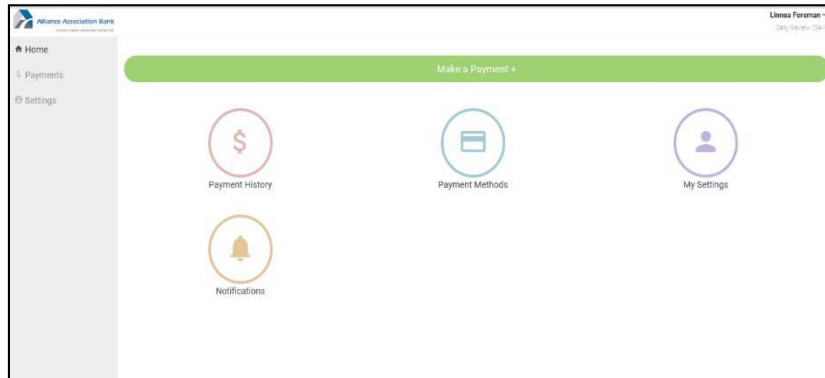 Alliance Association Bank
Linnea Foreman
Home
Payments
Settings
Make a Payment +
Payment History
Payment Methods
My Settings
Notifications